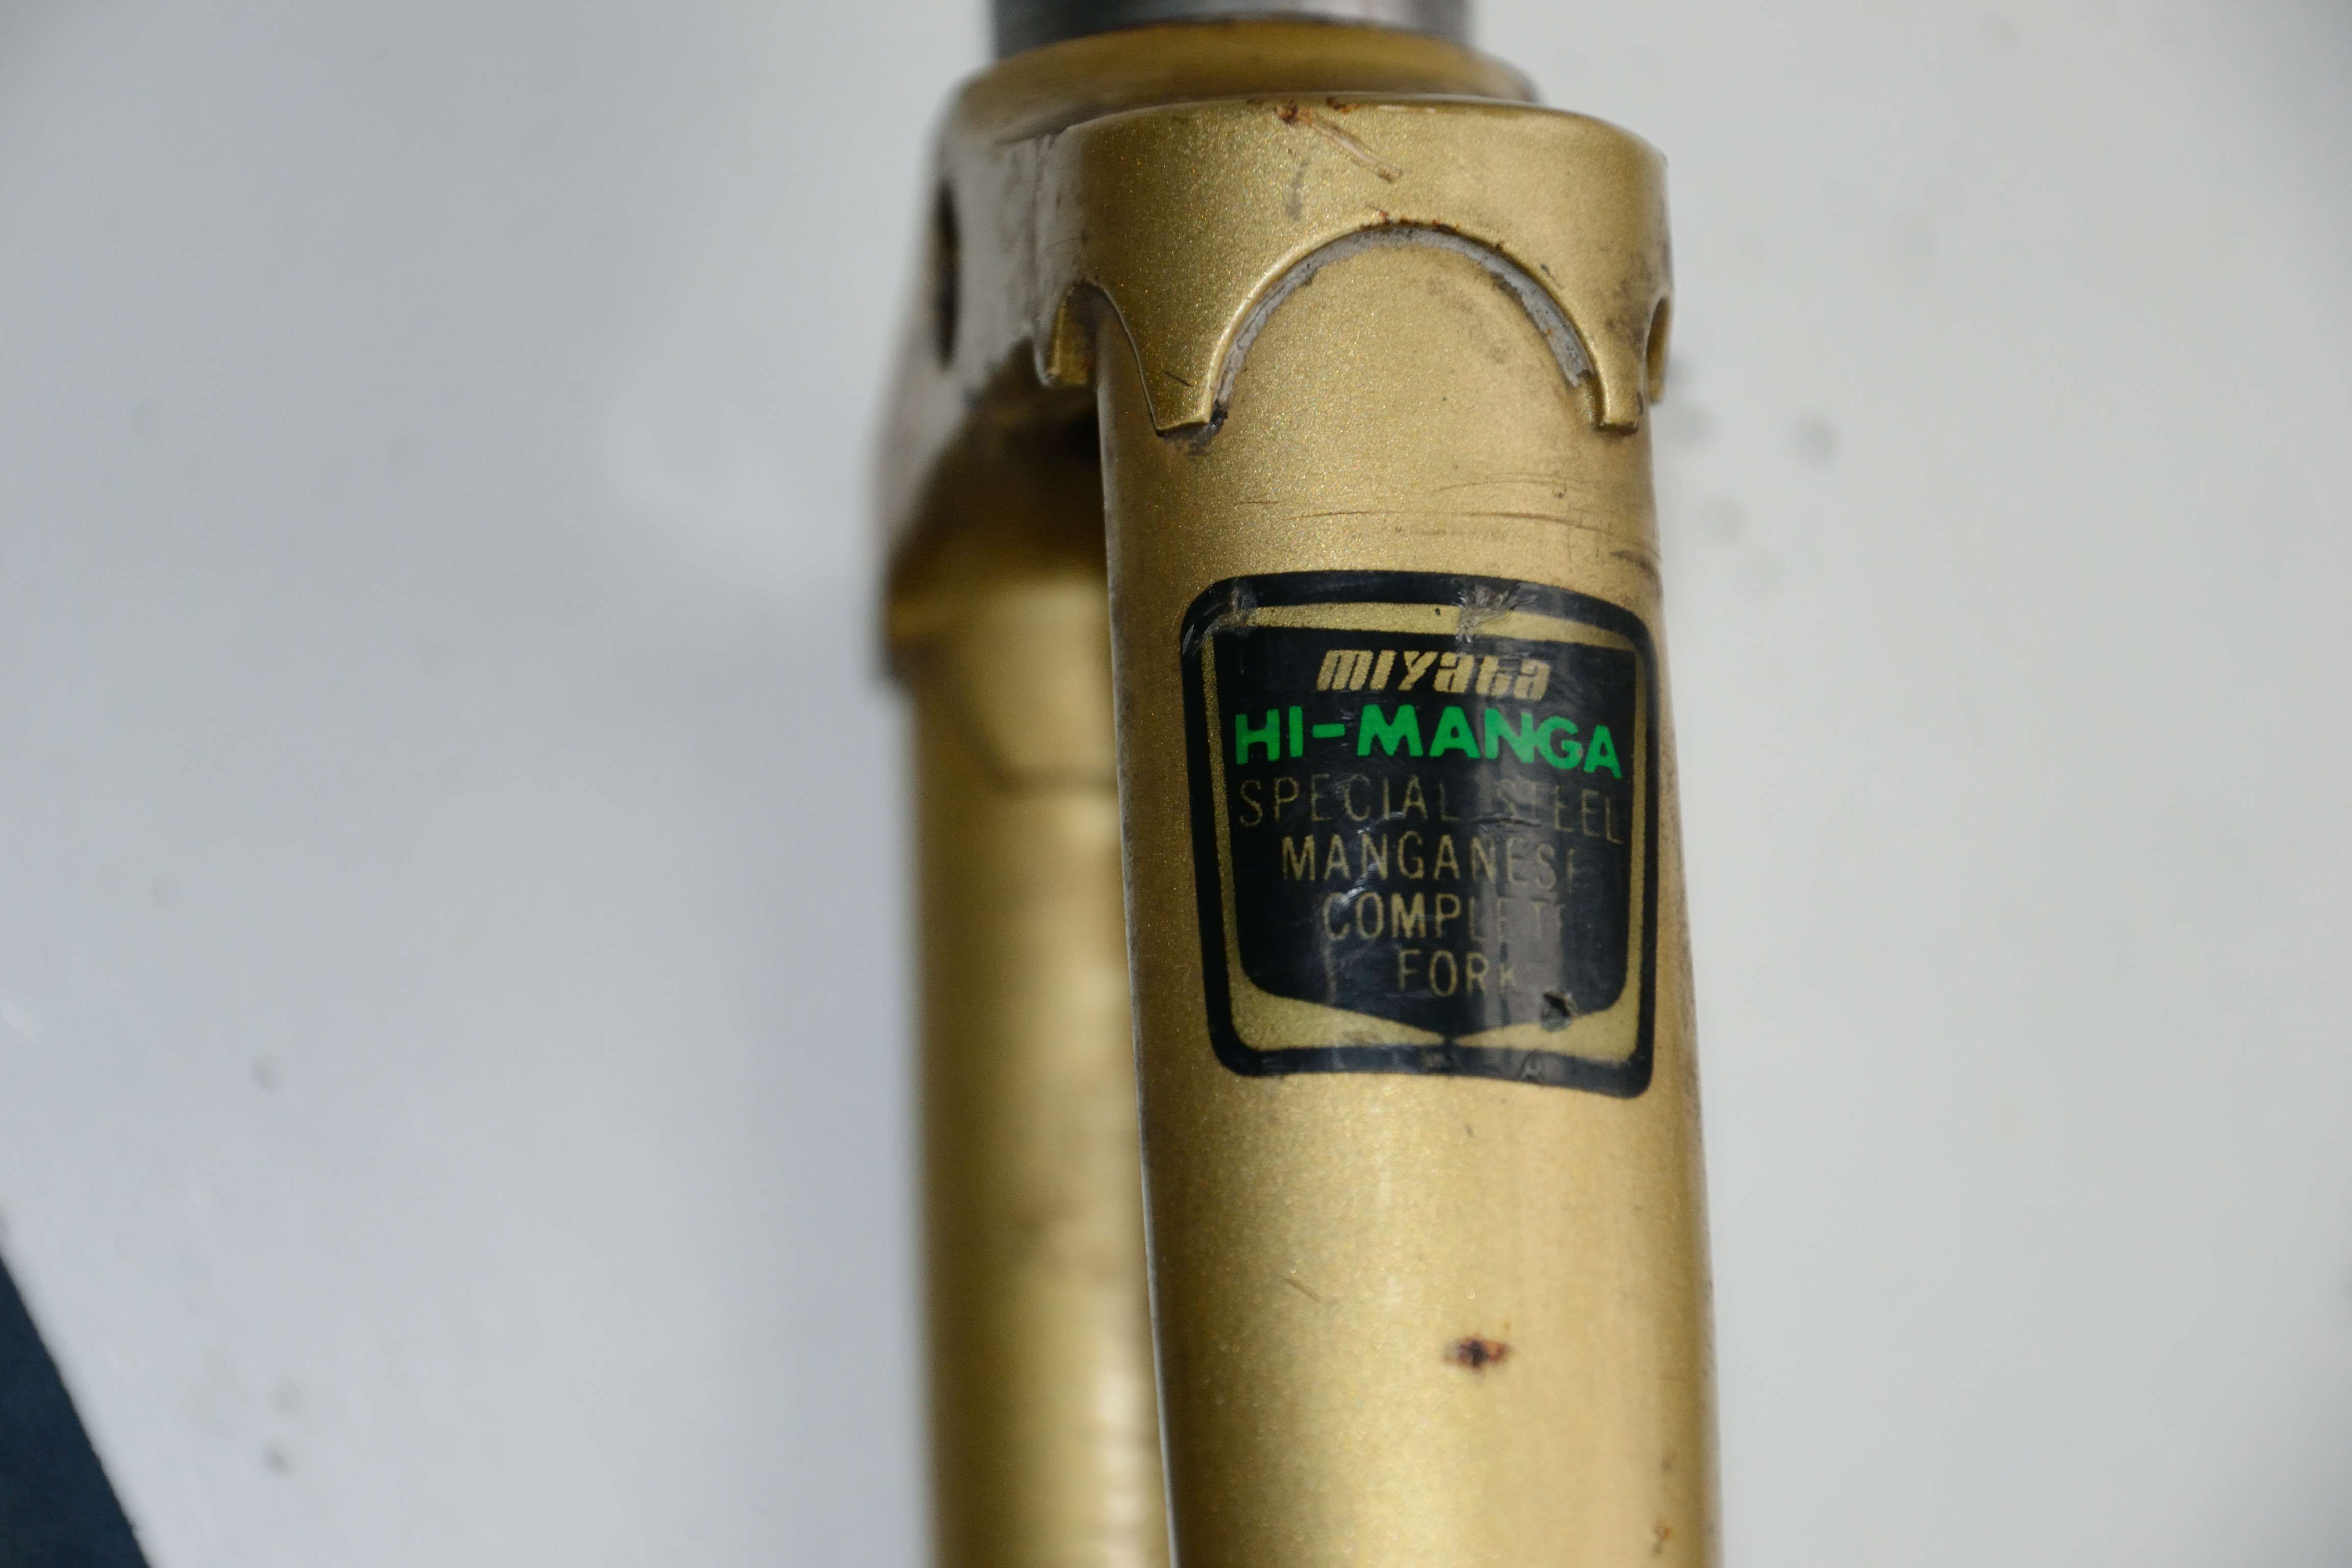 miyata
HI-MANGA
SPECIAL STEEL
MANGANESE
COMPLETE
FORK